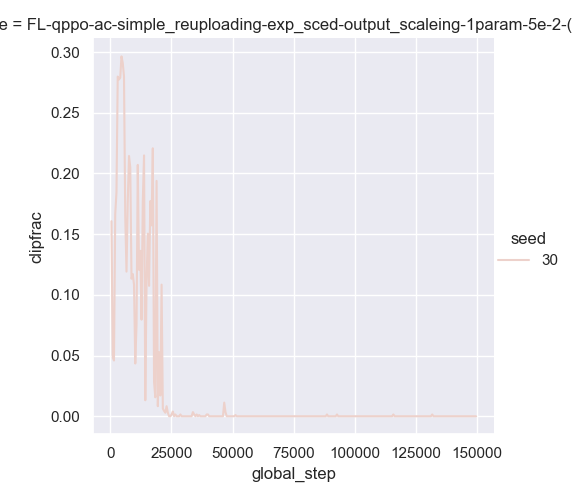 e = FL-qppo-ac-simple_reuploading-exp_sced-output_scaleing-1param-5e-2-(
0.30
0.25
0.20
0.15
0.10
0.05
0.00
clipfrac
0 25000 50000 75000 100000 125000 150000
global_step
seed
30